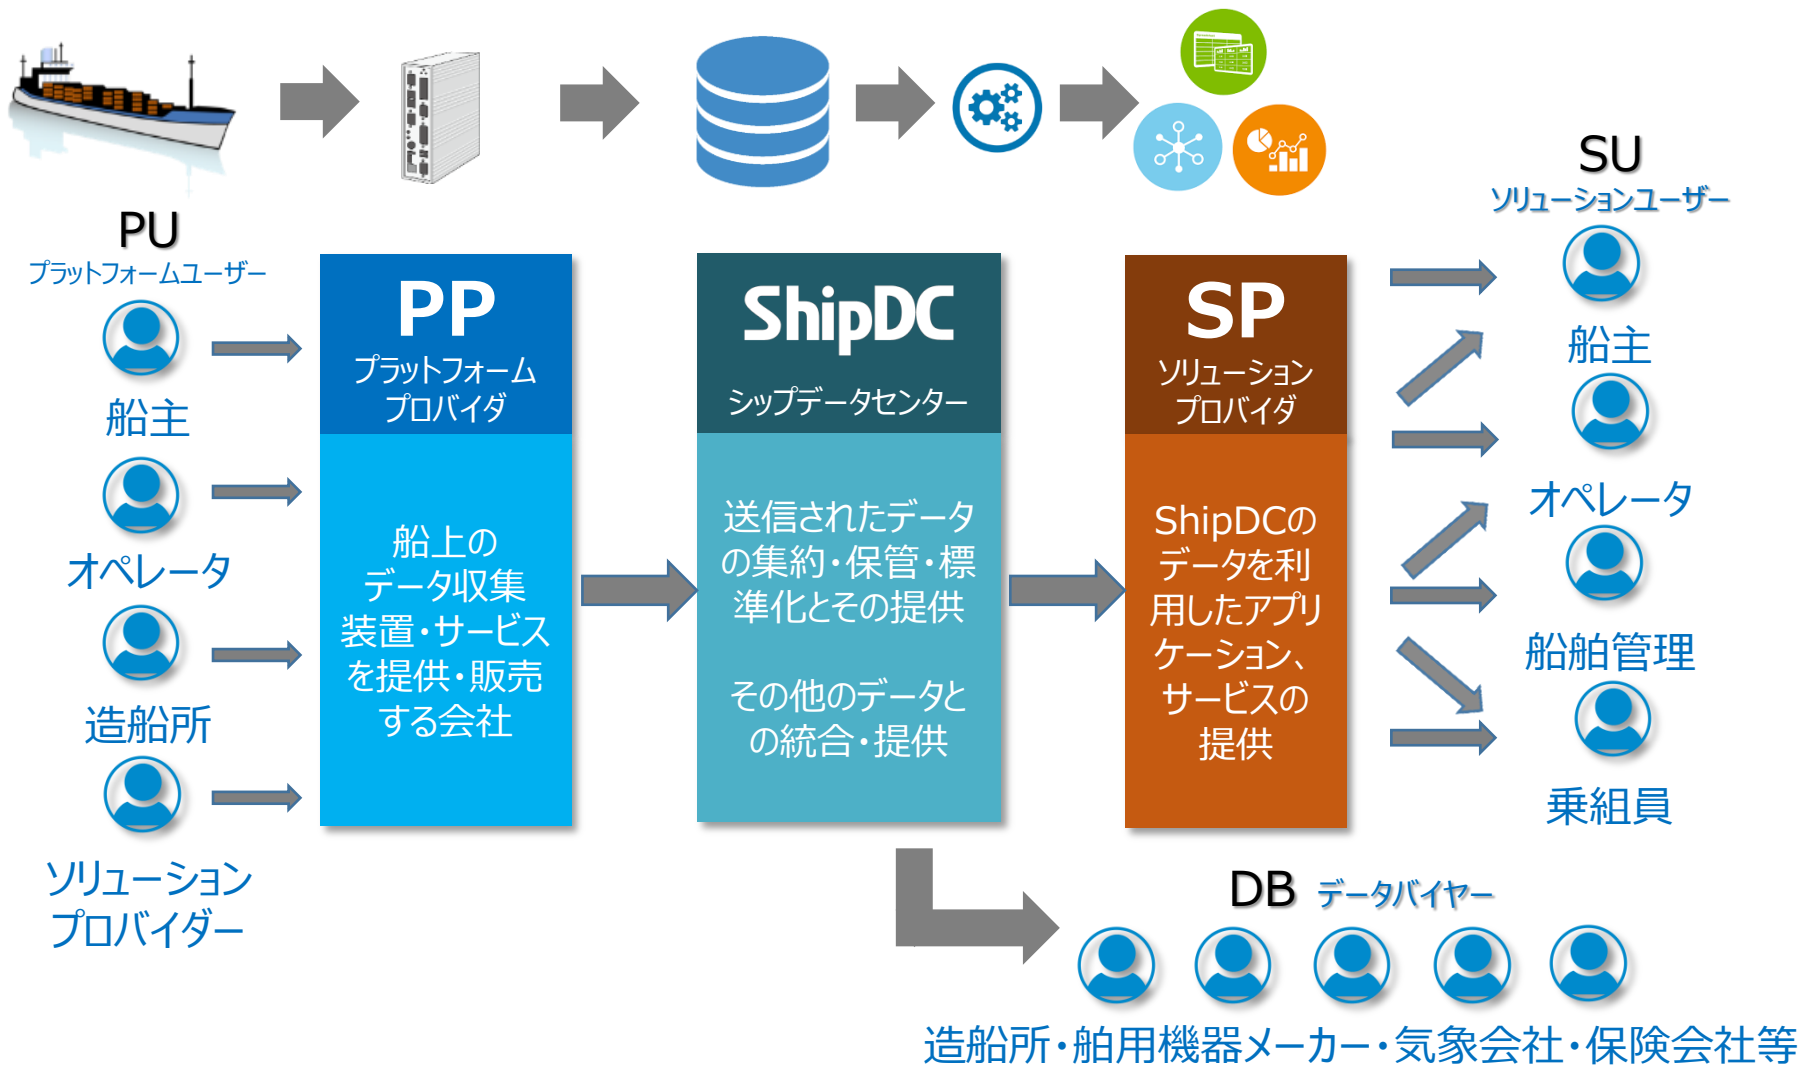 PU
プラットフォームユーザー
船主
オペレータ
造船所
ソリューション
プロバイダー
PP
プラットフォーム
プロバイダ
船上の
データ収集
装置・サービス
を提供・販売
する会社
ShipDC
シップデータセンター
送信されたデータ
の集約・保管・標
準化とその提供
その他のデータと
の統合・提供
SP
ソリューション
プロバイダ
ShipDCの
データを利
用したアプリ
ケーション、
サービスの
提供
SU
ソリューションユーザー
船主
オペレータ
船舶管理
乗組員
DB データバイヤー
造船所・舶用機器メーカー・気象会社・保険会社等